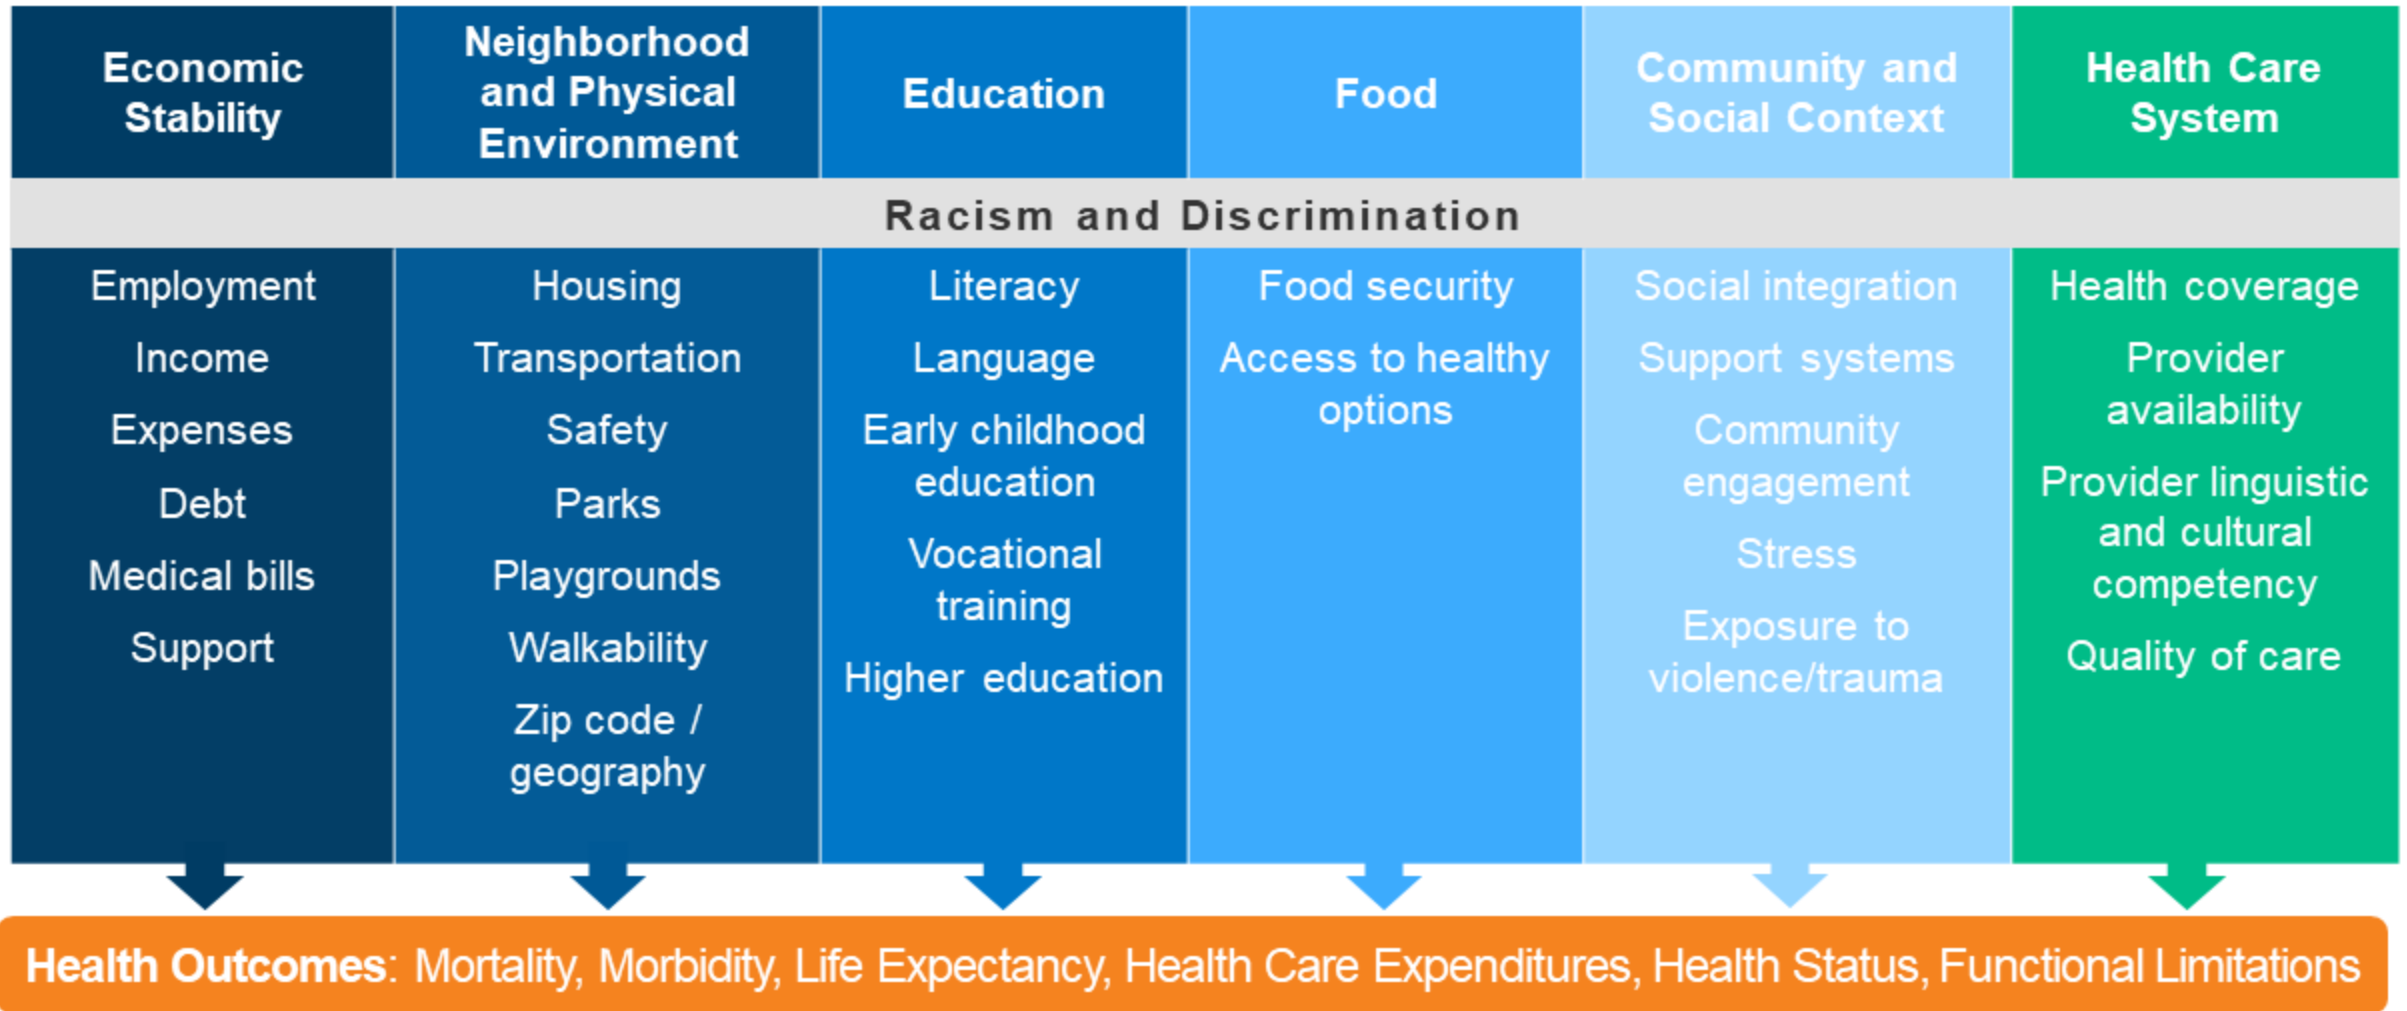 Economic
Stability
Neighborhood
and Physical
Environment
Education
Food
Community and
Social Context
Health Care
System
Racism and Discrimination
Employment
Income
Expenses
Debt
Medical bills
Support
Housing
Transportation
Safety
Parks
Playgrounds
Walkability
Zip code /
geography
Literacy
Language
Early childhood
education
Vocational
training
Higher education
Food security
Access to healthy
options
Social integration
Support systems
Community
engagement
Stress
Exposure to
violence/trauma
Health coverage
Provider
availability
Provider linguistic
and cultural
competency
Quality of care
Health Outcomes: Mortality, Morbidity, Life Expectancy, Health Care Expenditures, Health Status, Functional Limitations